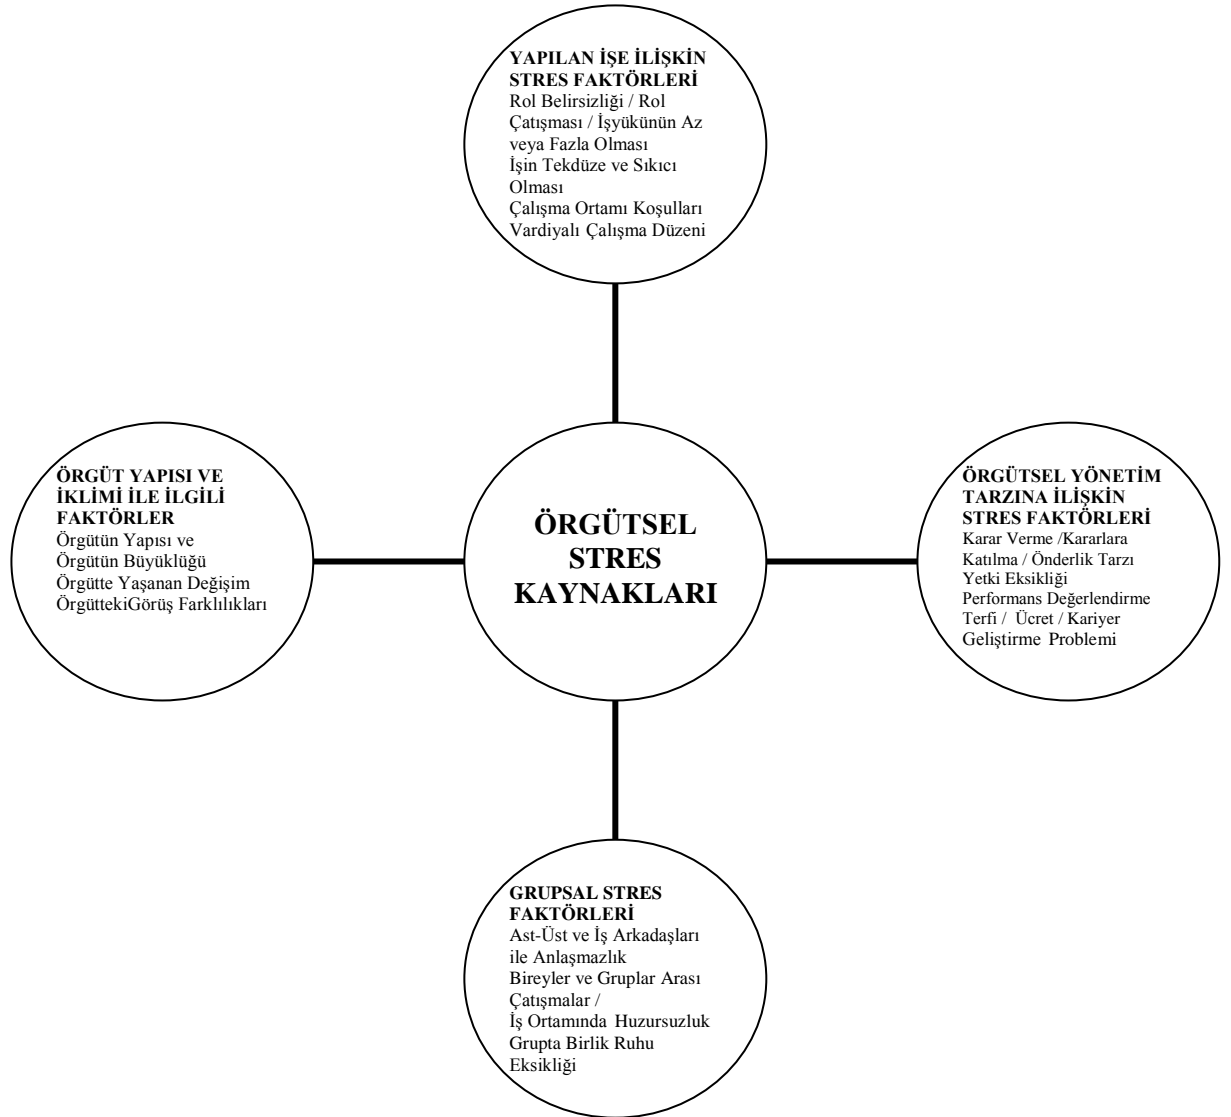 YAPILAN İŞE İLİŞKİN
STRES FAKTÖRLERİ
Rol Belirsizliği / Rol
Çatışması / İşyükünün Az
veya Fazla Olması
İşin Tekdüze ve Sıkıcı
Olması
Çalışma Ortamı Koşulları
Vardiyalı Çalışma Düzeni
ÖRGÜT YAPISI VE
İKLİMİ İLE İLGİLİ
FAKTÖRLER
Örgütün Yapısı ve
Örgütün Büyüklüğü
Örgütte Yaşanan Değişim
ÖrgüttekiGörüş Farklılıkları
ÖRGÜTSEL
STRES
KAYNAKLARI
ÖRGÜTSEL YÖNETİM
TARZINA İLİŞKİN
STRES FAKTÖRLERİ
Karar Verme /Kararlara
Katılma / Önderlik Tarzı
Yetki Eksikliği
Performans Değerlendirme
Terfi / Ücret / Kariyer
Geliştirme Problemi
GRUPSAL STRES
FAKTÖRLERİ
Ast-Üst ve İş Arkadaşları
ile Anlaşmazlık
Bireyler ve Gruplar Arası
Çatışmalar /
İş Ortamında Huzursuzluk
Grupta Birlik Ruhu
Eksikliği